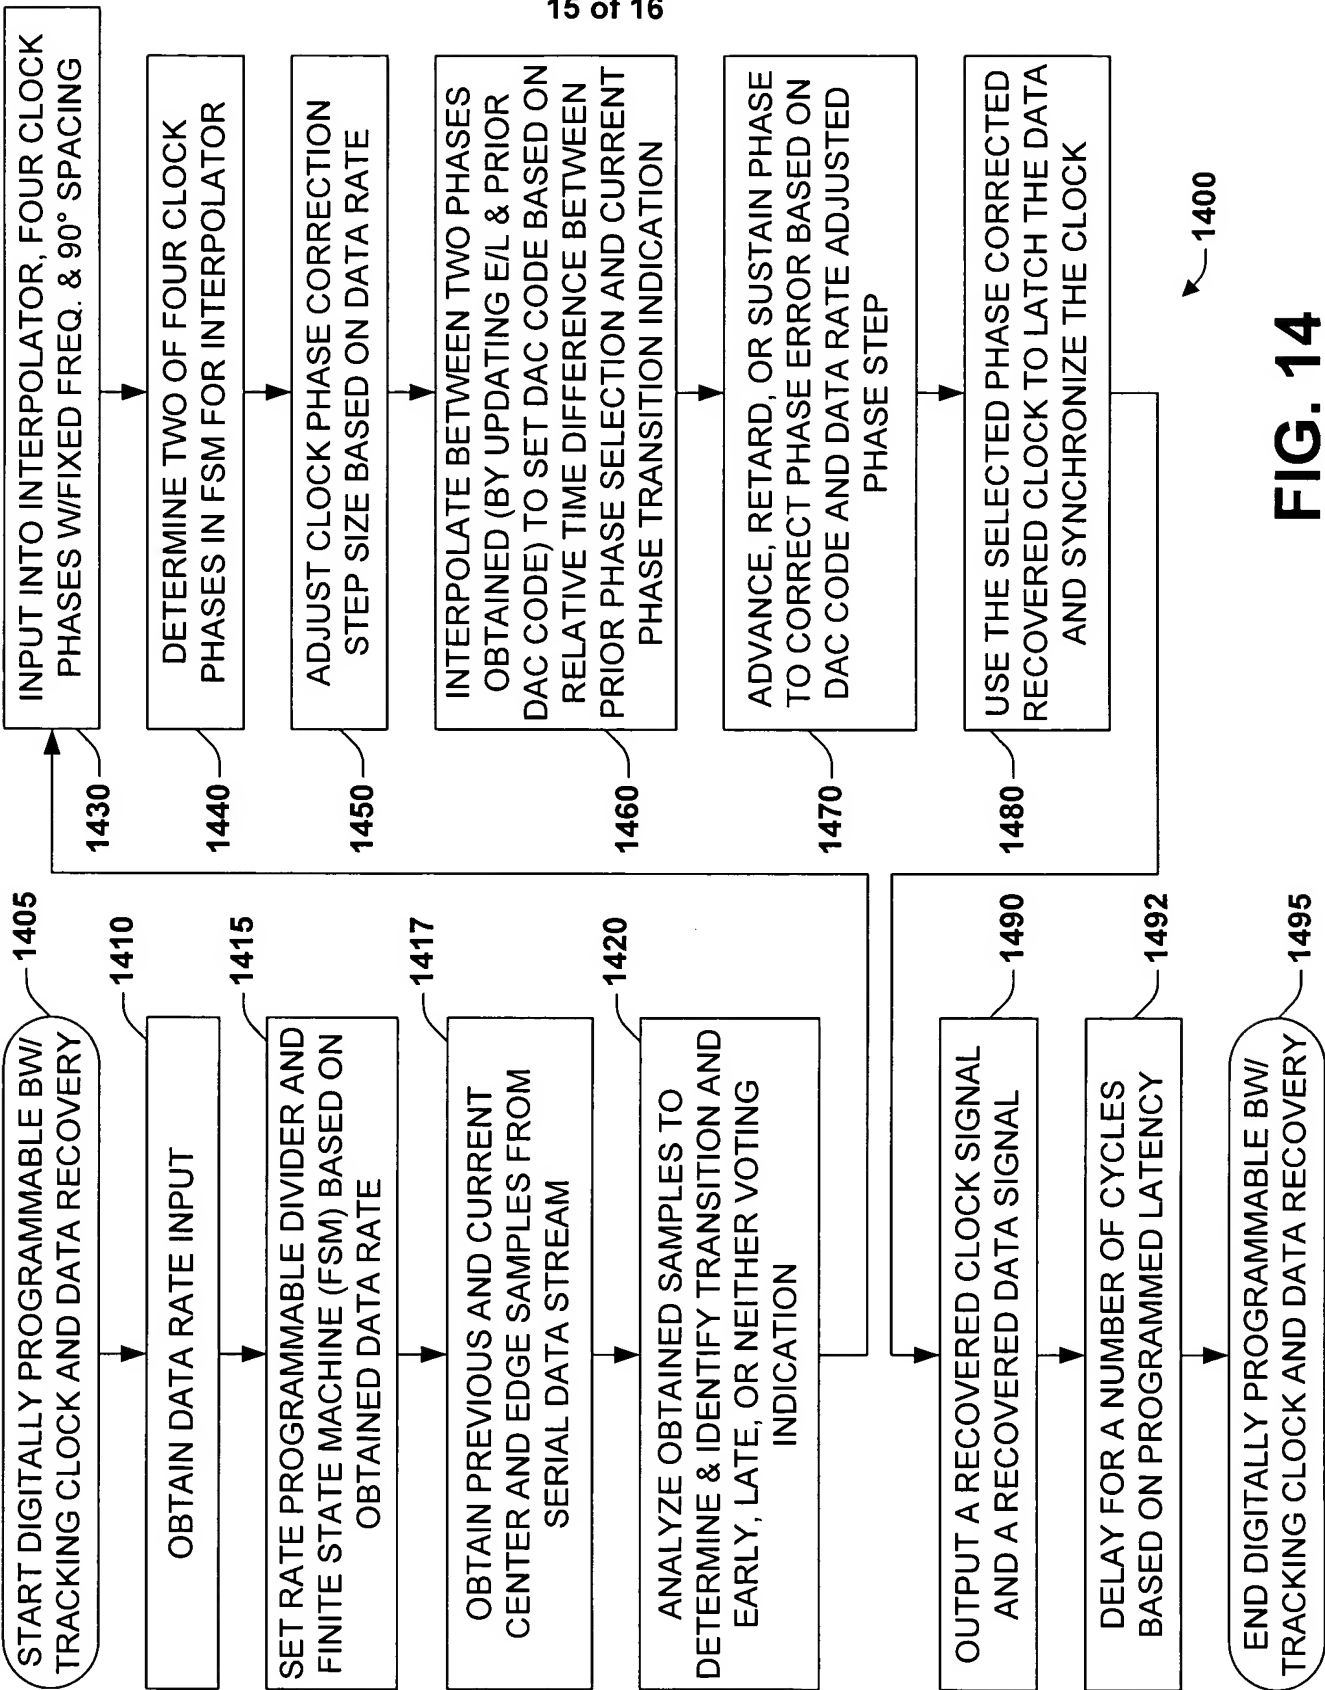 15 of 16
START DIGITALLY PROGRAMMABLE BW/
TRACKING CLOCK AND DATA RECOVERY
1405
OBTAIN DATA RATE INPUT
1410
SET RATE PROGRAMMABLE DIVIDER AND
FINITE STATE MACHINE (FSM) BASED ON
OBTAINED DATA RATE
1415
OBTAIN PREVIOUS AND CURRENT
CENTER AND EDGE SAMPLES FROM
SERIAL DATA STREAM
1417
ANALYZE OBTAINED SAMPLES TO
DETERMINE & IDENTIFY TRANSITION AND
EARLY, LATE, OR NEITHER VOTING
INDICATION
1420
INPUT INTO INTERPOLATOR, FOUR CLOCK
PHASES W/FIXED FREQ. & 90° SPACING
1430
DETERMINE TWO OF FOUR CLOCK
PHASES IN FSM FOR INTERPOLATOR
1440
ADJUST CLOCK PHASE CORRECTION
STEP SIZE BASED ON DATA RATE
1450
INTERPOLATE BETWEEN TWO PHASES
OBTAINED (BY UPDATING E/L & PRIOR
DAC CODE) TO SET DAC CODE BASED ON
RELATIVE TIME DIFFERENCE BETWEEN
PRIOR PHASE SELECTION AND CURRENT
PHASE TRANSITION INDICATION
1460
ADVANCE, RETARD, OR SUSTAIN PHASE
TO CORRECT PHASE ERROR BASED ON
DAC CODE AND DATA RATE ADJUSTED
PHASE STEP
1470
USE THE SELECTED PHASE CORRECTED
RECOVERED CLOCK TO LATCH THE DATA
AND SYNCHRONIZE THE CLOCK
1480
OUTPUT A RECOVERED CLOCK SIGNAL
AND A RECOVERED DATA SIGNAL
1490
DELAY FOR A NUMBER OF CYCLES
BASED ON PROGRAMMED LATENCY
1492
END DIGITALLY PROGRAMMABLE BW/
TRACKING CLOCK AND DATA RECOVERY
1495
1400
FIG. 14